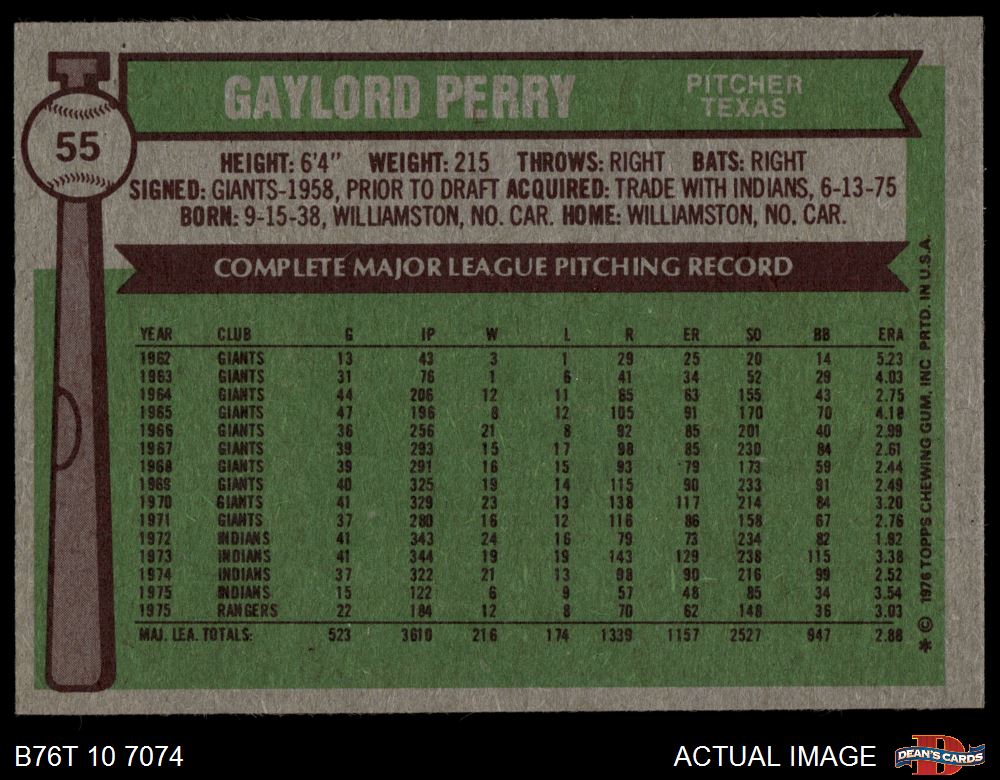 GAYLORD PERRY
PITCHER
TEXAS
55
HEIGHT: 6'4" WEIGHT: 215 THROWS: RIGHT BATS: RIGHT
SIGNED: GIANTS-1958, PRIOR TO DRAFT ACQUIRED: TRADE WITH INDIANS, 6-13-75
BORN: 9-15-38, WILLIAMSTON, NO. CAR. HOME: WILLIAMSTON, NO. CAR.
COMPLETE MAJOR LEAGUE PITCHING RECORD
YEAR CLUB G IP W L R ER SO BB ERA
1962 GIANTS 13 43 3 1 29 25 20 14 5.23
1963 GIANTS 31 76 1 6 41 34 52 29 4.03
1964 GIANTS 44 206 12 11 85 63 155 43 2.75
1965 GIANTS 47 196 8 12 105 91 170 70 4.18
1966 GIANTS 36 256 21 8 92 85 201 40 2.99
1967 GIANTS 39 293 15 17 98 85 230 84 2.61
1968 GIANTS 39 291 16 15 93 79 173 59 2.44
1969 GIANTS 40 325 19 14 115 90 233 91 2.49
1970 GIANTS 41 329 23 13 138 117 214 84 3.20
1971 GIANTS 37 280 16 12 116 86 158 67 2.76
1972 INDIANS 41 343 24 16 79 73 234 82 1.92
1973 INDIANS 41 344 19 19 143 129 238 115 3.38
1974 INDIANS 37 322 21 13 98 90 216 99 2.52
1975 INDIANS 15 122 6 9 57 48 85 34 3.54
1975 RANGERS 22 184 12 8 70 62 148 36 3.03
MAJ. LEA. TOTALS: 523 3610 216 174 1339 1157 2527 947 2.88
* © 1976 TOPPS CHEWING GUM, INC. PRTD. IN U.S.A.
B76T 10 7074
ACTUAL IMAGE
DEAN'S CARDS